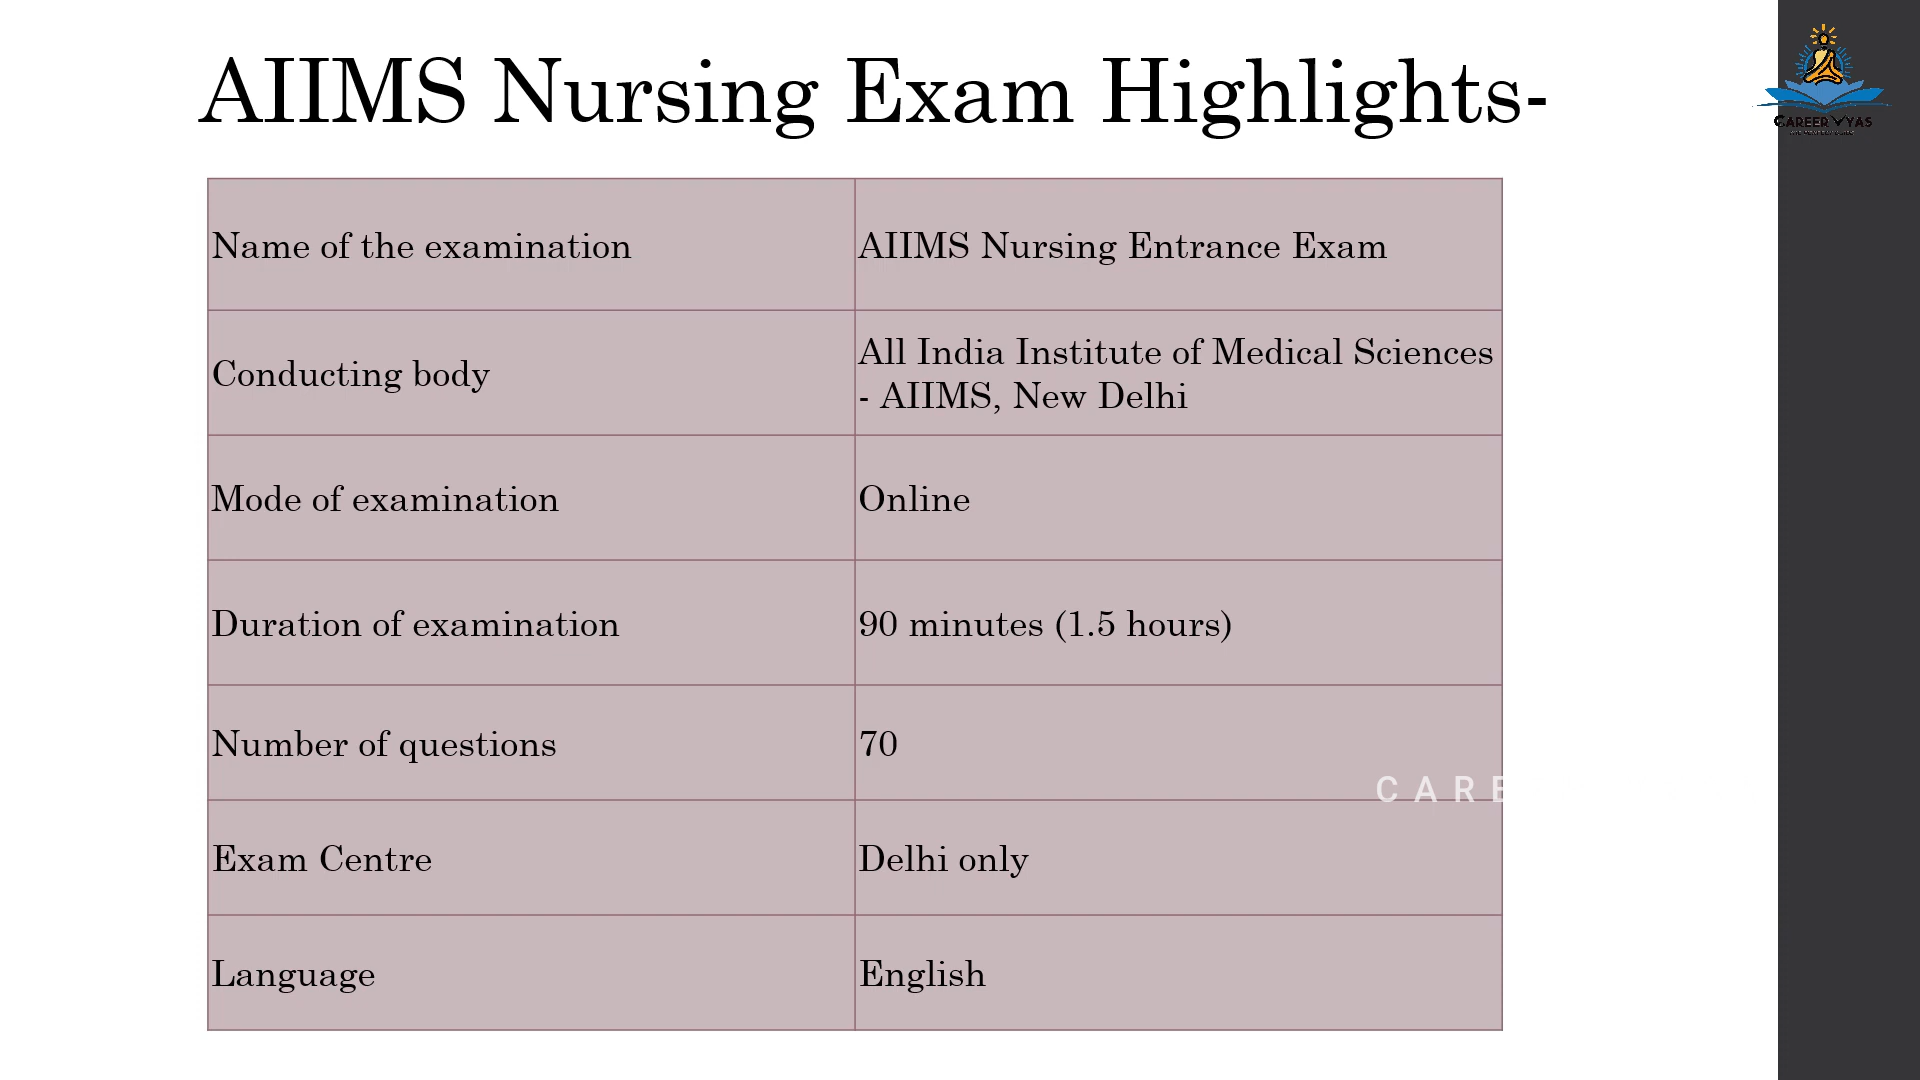 AIIMS Nursing Exam Highlights-
CAREER VYAS
Name of the examination
AIIMS Nursing Entrance Exam
Conducting body
All India Institute of Medical Sciences
- AIIMS, New Delhi
Mode of examination
Online
Duration of examination
90 minutes (1.5 hours)
Number of questions
70
CARE
Exam Centre
Delhi only
Language
English